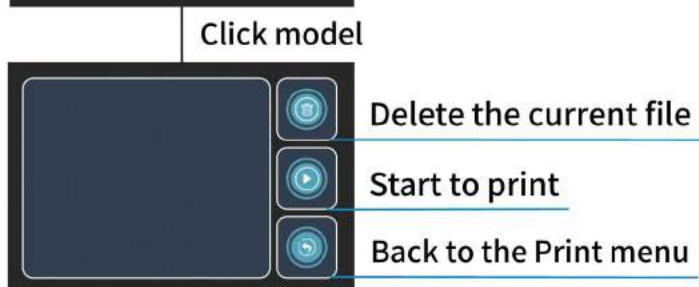 Click model
Delete the current file
Start to print
Back to the Print menu